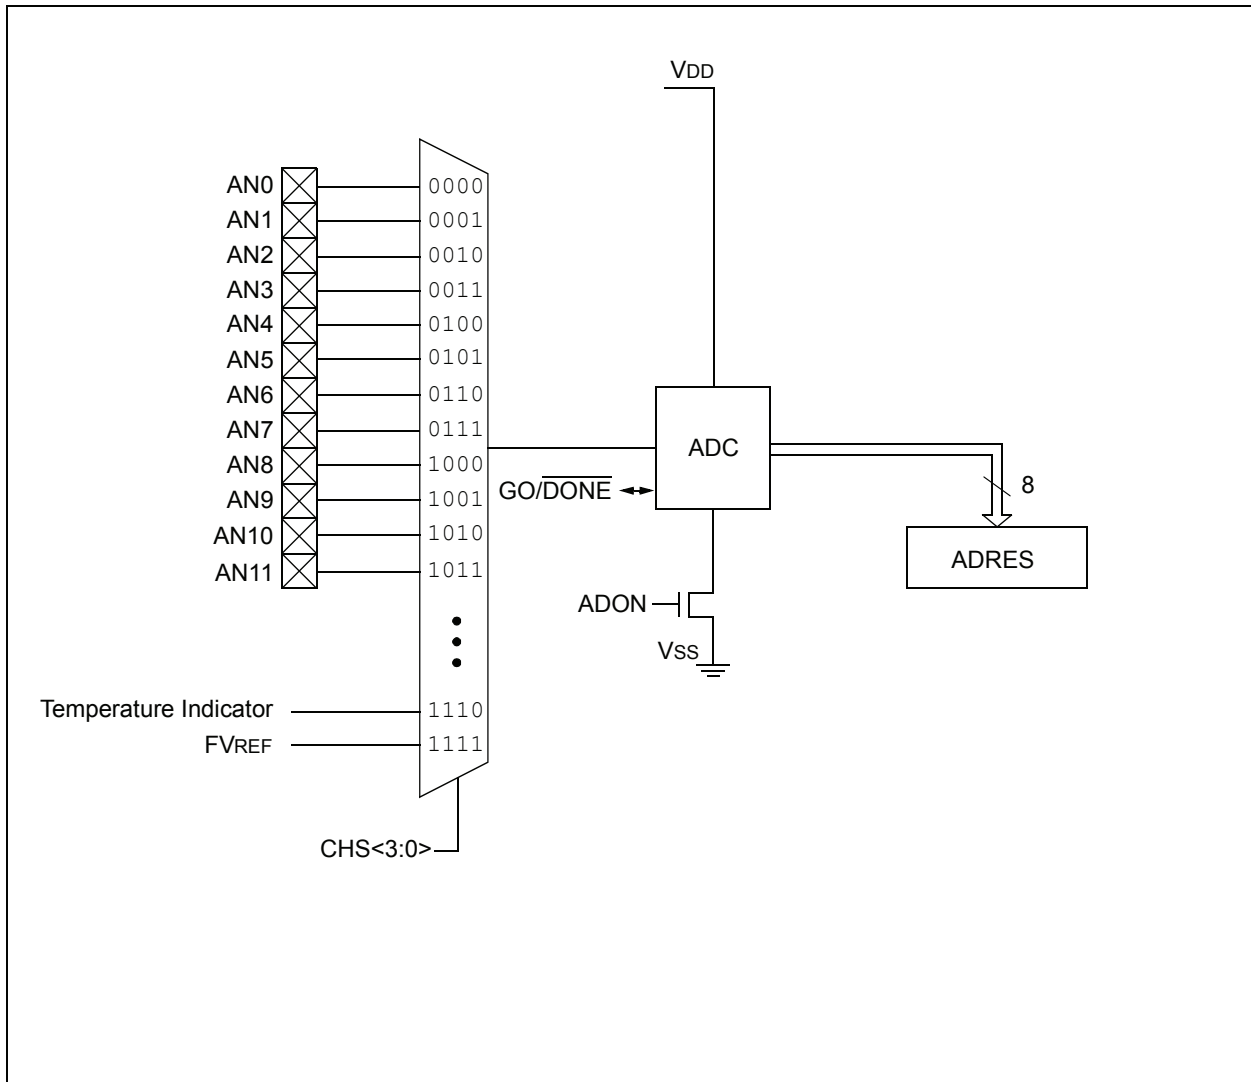 VDD
AN0 0000
AN1 0001
AN2 0010
AN3 0011
AN4 0100
AN5 0101
AN6 0110
AN7 0111
ADC
AN8 1000
GO/DONE
8
AN9 1001
AN10 1010
ADRES
AN11 1011
ADON
VSS
Temperature Indicator 1110
FVREF 1111
CHS<3:0>